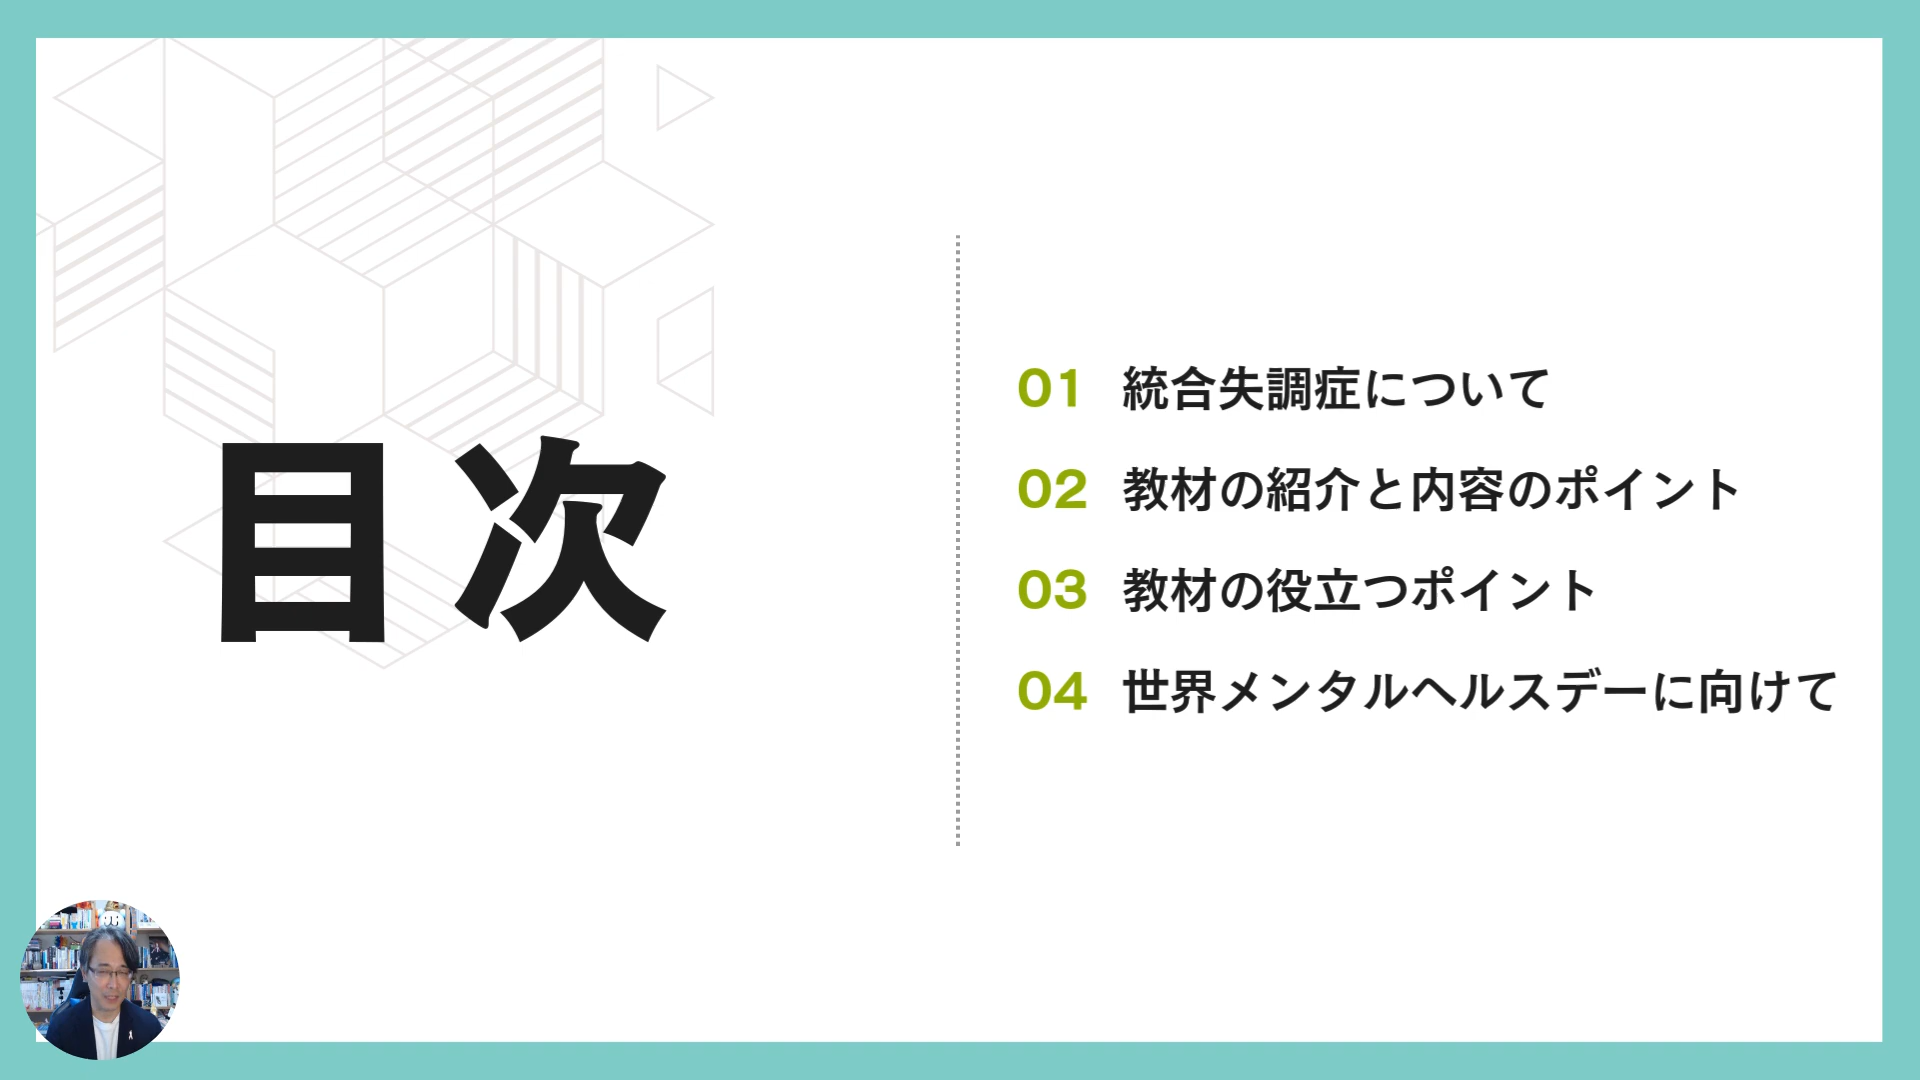 目次
01 統合失調症について
02 教材の紹介と内容のポイント
03 教材の役立つポイント
04 世界メンタルヘルスデーに向けて